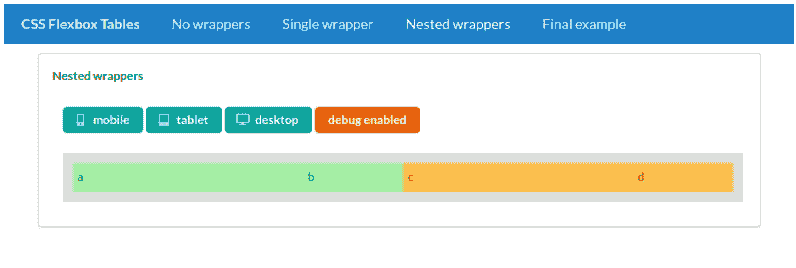 CSS Flexbox Tables No wrappers Single wrapper Nested wrappers Final example
Nested wrappers
mobile tablet desktop debug enabled
a b c d